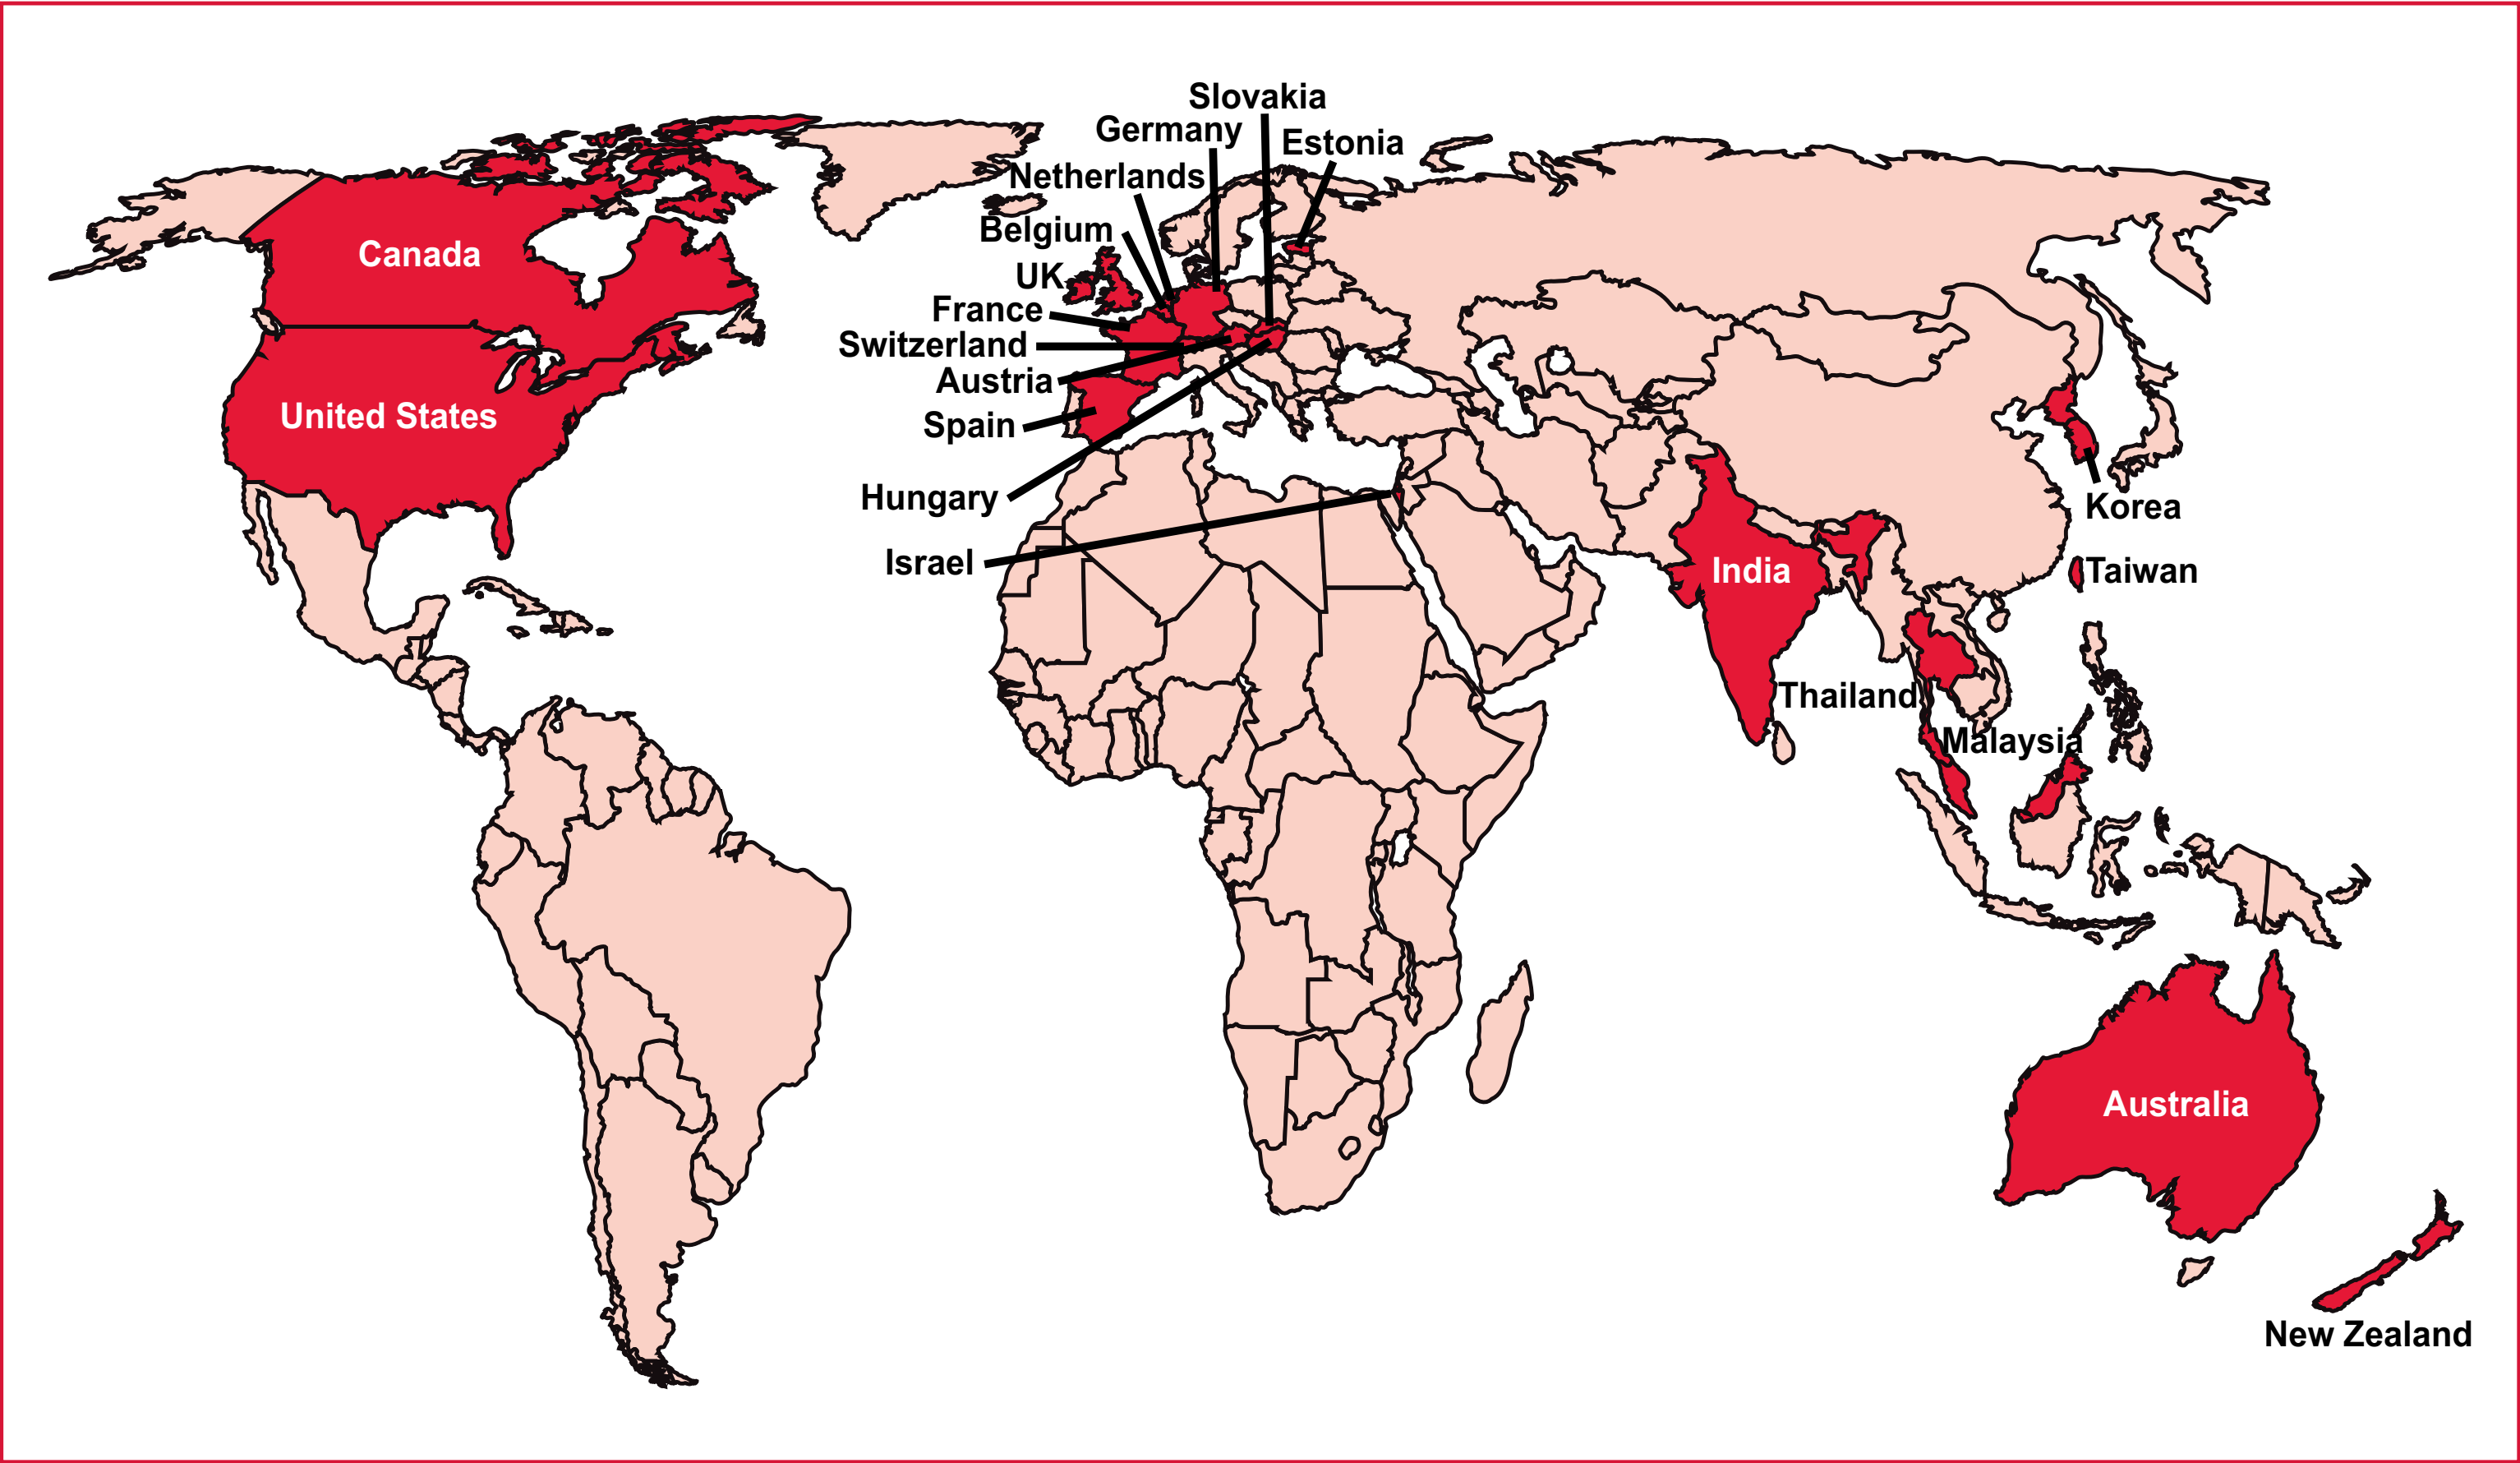 Slovakia
Germany
Estonia
Netherlands
Belgium
UK
France
Switzerland
Austria
Spain
Hungary
Israel
Canada
United States
Korea
Taiwan
India
Thailand
Malaysia
Australia
New Zealand